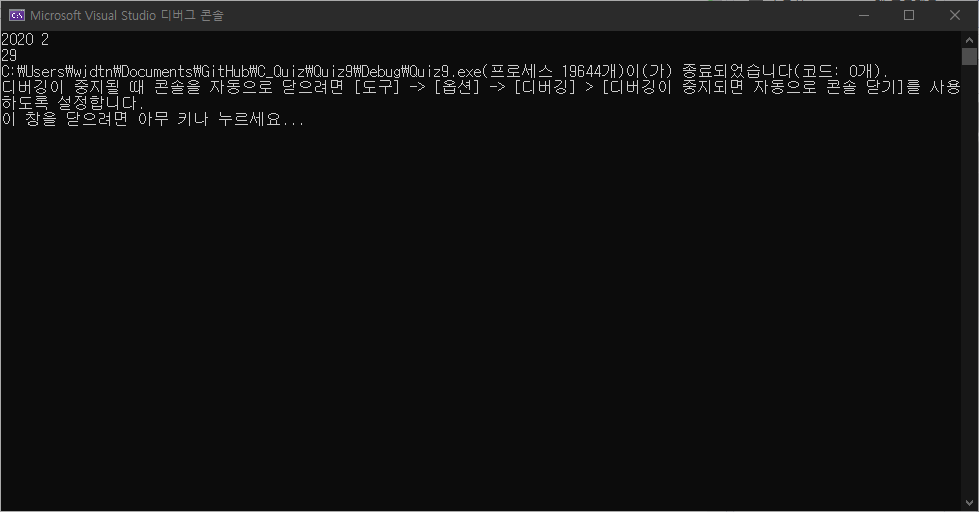 Microsoft Visual Studio 디버그 콘솔
2020 2
29
C:₩Users₩wjdtn₩Documents₩GitHub₩C_Quiz₩Quiz9₩Debug₩Quiz9.exe(프로세스 19644개)이(가) 종료되었습니다(코드: 0개).
디버깅이 중지될 때 콘솔을 자동으로 닫으려면 [도구] -> [옵션] -> [디버깅] > [디버깅이 중지되면 자동으로 콘솔 닫기]를 사용
하도록 설정합니다.
이 창을 닫으려면 아무 키나 누르세요...